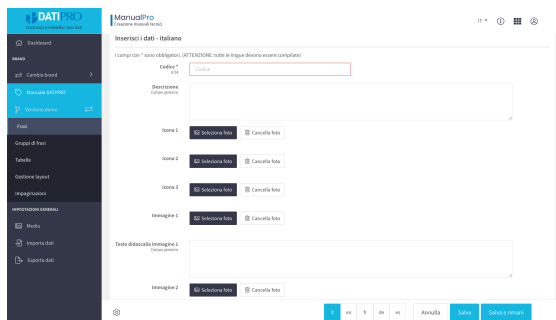 DATIPRO
ManualPro
Creazione manuali tecnici
IT
Dashboard
BRAND
Cambia brand
Manuale DATIPRO
Versione demo
Frasi
Gruppi di frasi
Tabelle
Gestione layout
Impaginazioni
IMPOSTAZIONI GENERALI
Media
Importa dati
Esporta dati
Inserisci i dati - italiano
I campi con * sono obbligatori. (ATTENZIONE: tutte le lingue devono essere compilate)
Codice *
0/34
Codice
Descrizione
Campo generico
Icona 1
Seleziona foto
Cancella foto
Icona 2
Seleziona foto
Cancella foto
Icona 3
Seleziona foto
Cancella foto
Immagine 1
Seleziona foto
Cancella foto
Testo didascalia immagine 1
Campo generico
Immagine 2
Seleziona foto
Cancella foto
it
en
fr
de
es
Annulla
Salva
Salva e rimani